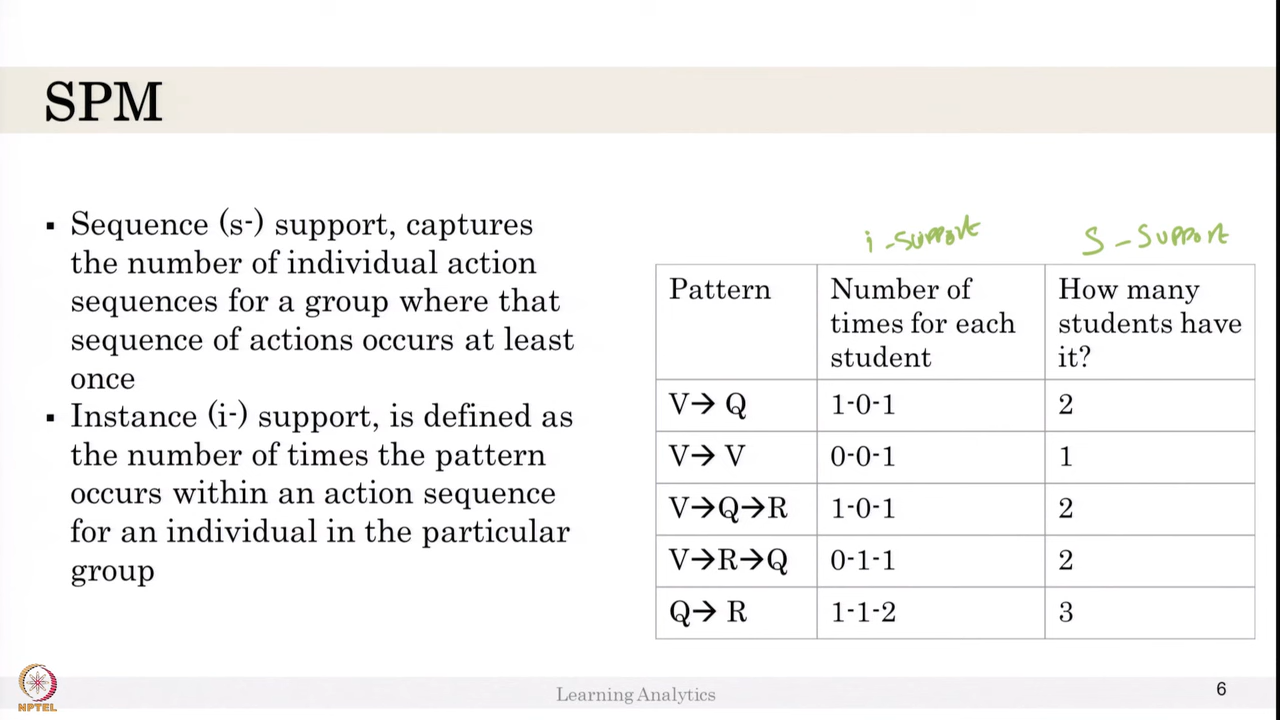 SPM
▪ Sequence (s-) support, captures
the number of individual action
sequences for a group where that
sequence of actions occurs at least
once
▪ Instance (i-) support, is defined as
the number of times the pattern
occurs within an action sequence
for an individual in the particular
group
i - support
S - Support
Pattern
Number of
times for each
student
How many
students have
it?
V→ Q
1-0-1
2
V→ V
0-0-1
1
V→Q→R
1-0-1
2
V→R→Q
0-1-1
2
Q→ R
1-1-2
3
NPTEL
Learning Analytics
6